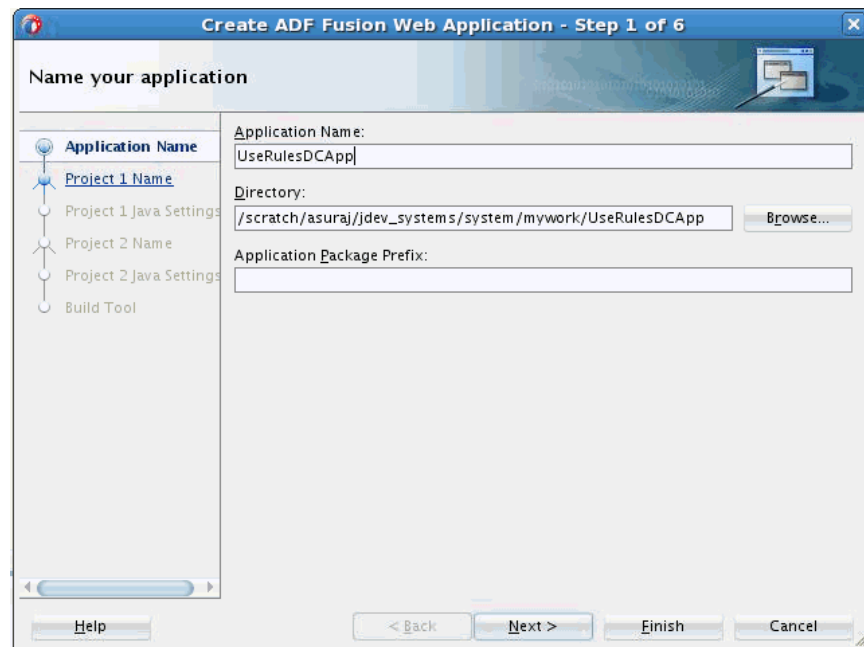 Create ADF Fusion Web Application - Step 1 of 6
Name your application
Application Name
Project 1 Name
Project 1 Java Settings
Project 2 Name
Project 2 Java Settings
Build Tool
Application Name:
UseRulesDCApp
Directory:
/scratch/asuraj/jdev_systems/system/mywork/UseRulesDCApp
Browse...
Application Package Prefix:
Help
< Back
Next >
Finish
Cancel